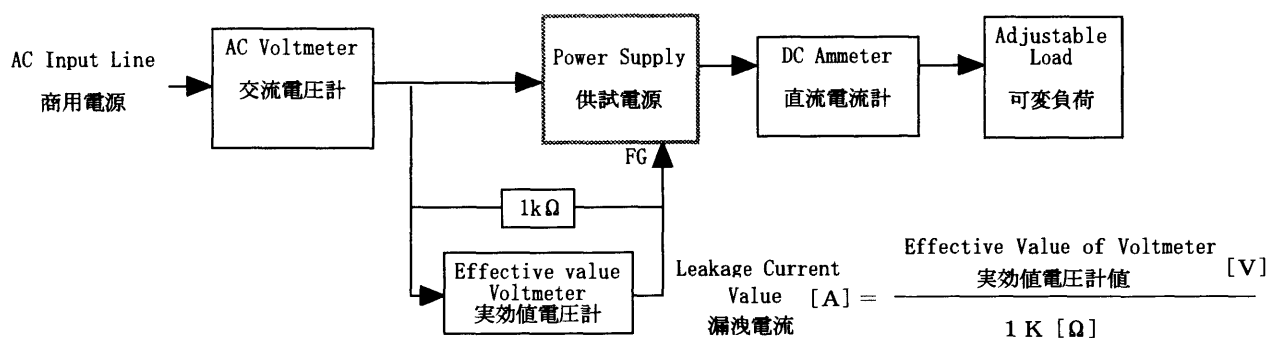 AC Input Line
商用電源
AC Voltmeter
交流電圧計
Power Supply
供試電源
DC Ammeter
直流電流計
Adjustable
Load
可変負荷
FG
1kΩ
Effective value
Voltmeter
実効値電圧計
Leakage Current
Value [A] =
漏洩電流
Effective Value of Voltmeter
実効値電圧計値 [V]
1 K [Ω]